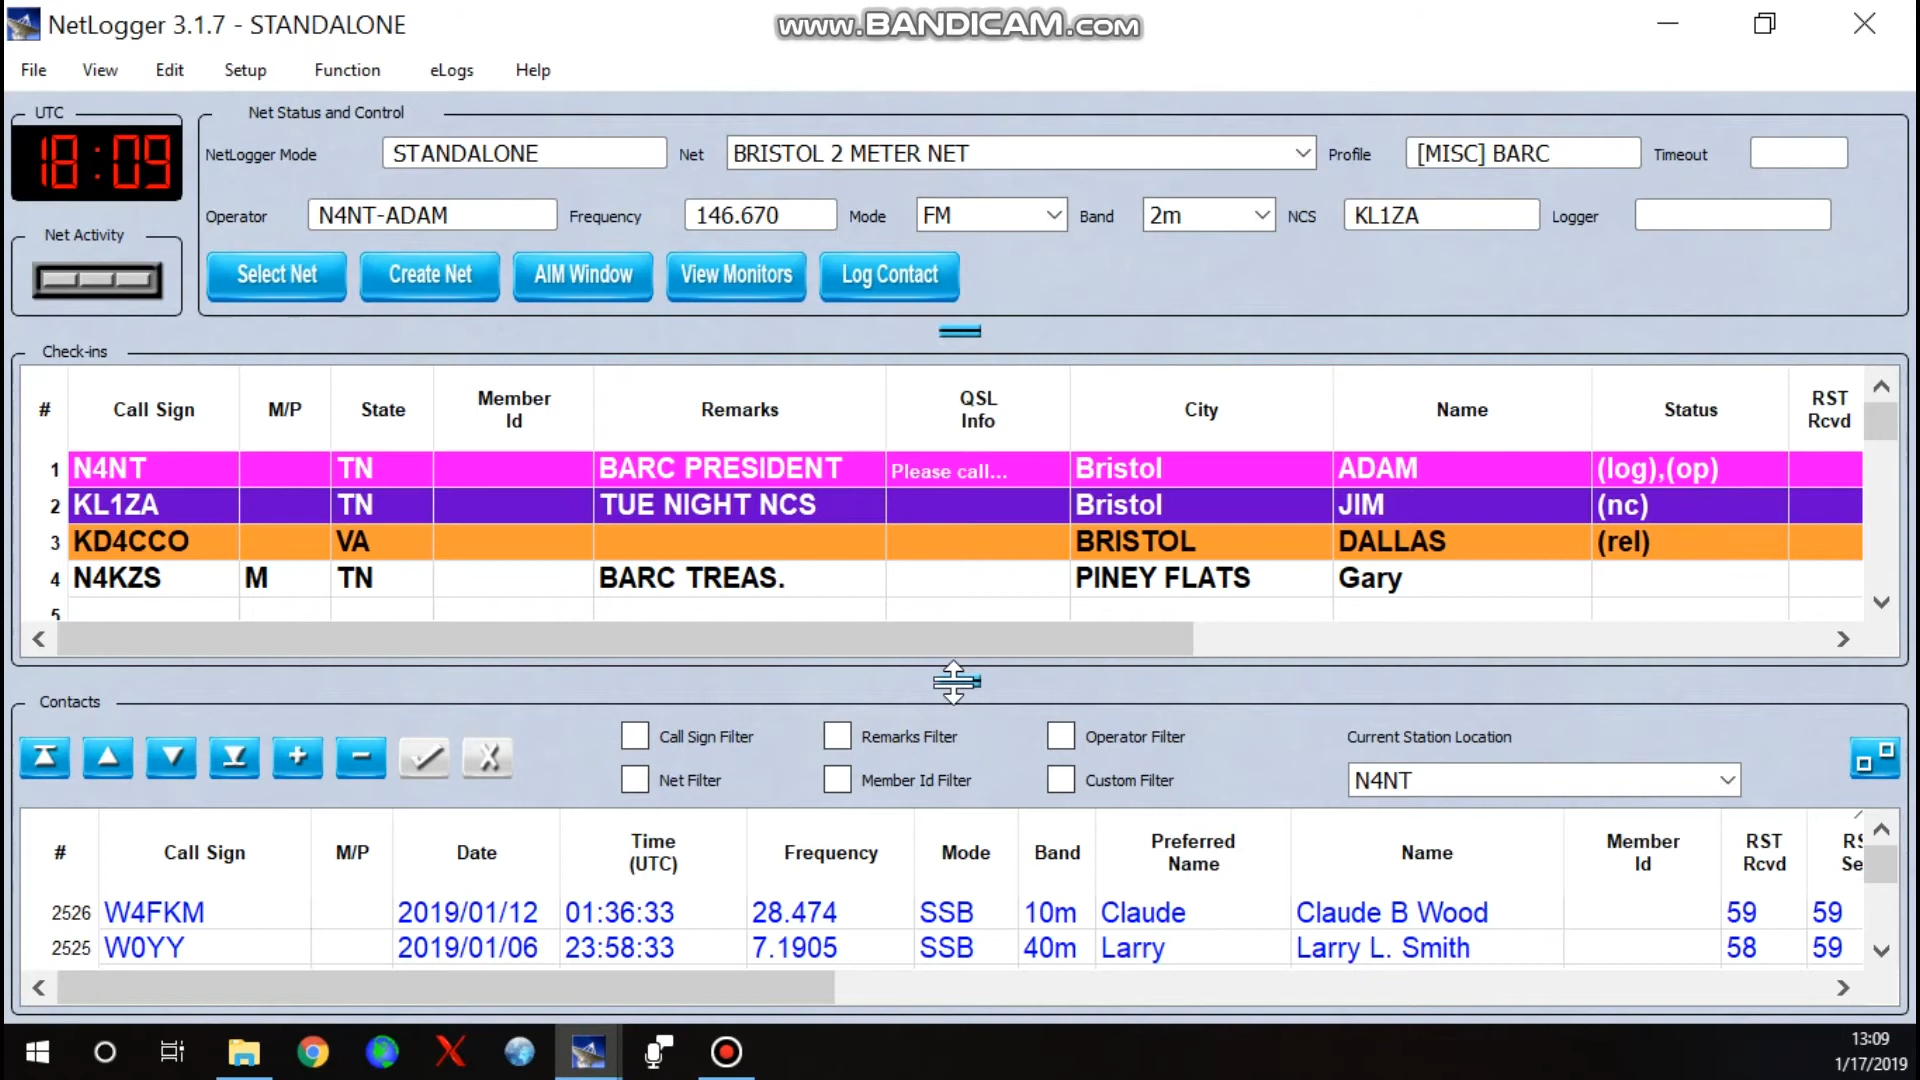 NetLogger 3.1.7 - STANDALONE
www.BANDICAM.com
File View Edit Setup Function eLogs Help
UTC
18:09
Net Activity
Net Status and Control
NetLogger Mode STANDALONE Net BRISTOL 2 METER NET Profile [MISC] BARC Timeout
Operator N4NT-ADAM Frequency 146.670 Mode FM Band 2m NCS KL1ZA Logger
Select Net Create Net AIM Window View Monitors Log Contact
Check-ins
# Call Sign M/P State Member Id Remarks QSL Info City Name Status RST Rcvd
1 N4NT TN BARC PRESIDENT Please call... Bristol ADAM (log),(op)
2 KL1ZA TN TUE NIGHT NCS Bristol JIM (nc)
3 KD4CCO VA BRISTOL DALLAS (rel)
4 N4KZS M TN BARC TREAS. PINEY FLATS Gary
5
Contacts
Call Sign Filter Remarks Filter Operator Filter Current Station Location
Net Filter Member Id Filter Custom Filter N4NT
# Call Sign M/P Date Time (UTC) Frequency Mode Band Preferred Name Name Member Id RST Rcvd RS Se
2526 W4FKM 2019/01/12 01:36:33 28.474 SSB 10m Claude Claude B Wood 59 59
2525 W0YY 2019/01/06 23:58:33 7.1905 SSB 40m Larry Larry L. Smith 58 59
13:09
1/17/2019